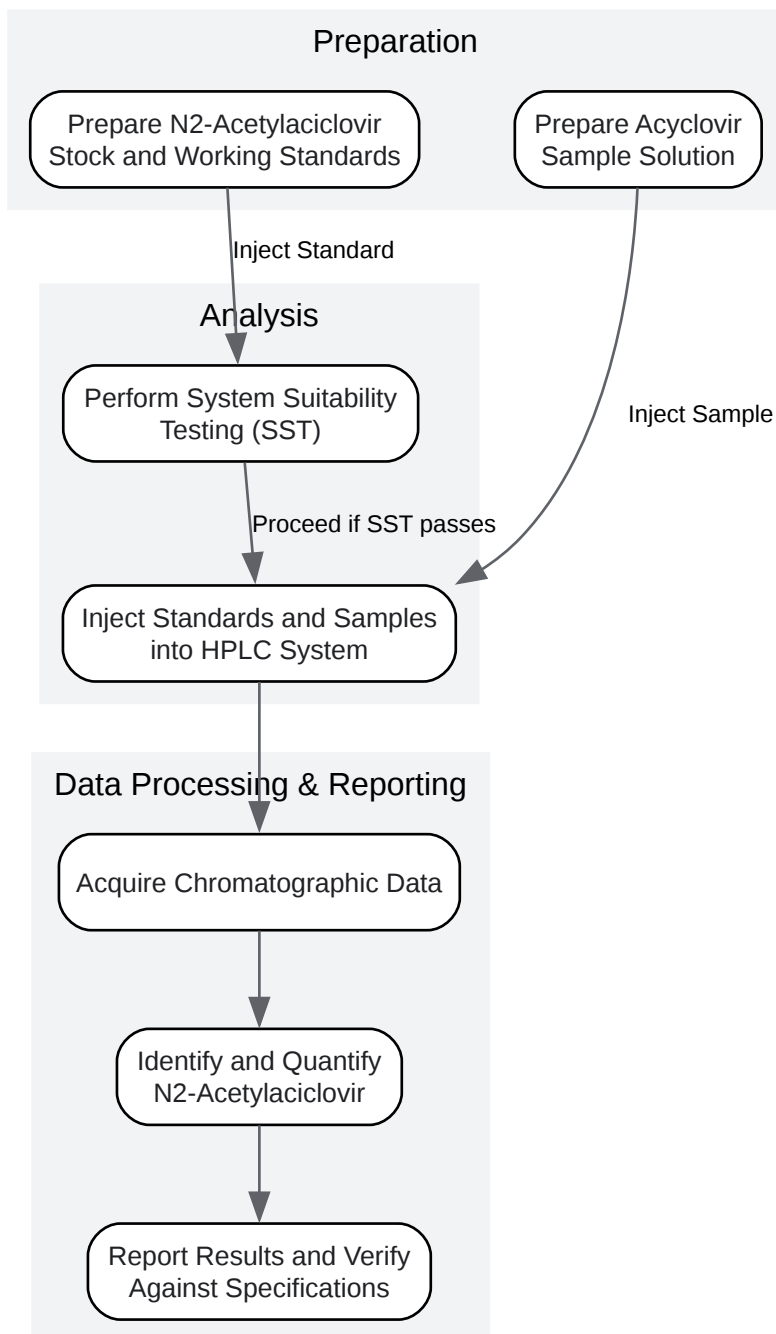 Preparation
Prepare N2-Acetylaciclovir
Stock and Working Standards
Prepare Acyclovir
Sample Solution
Inject Standard
Analysis
Perform System Suitability
Testing (SST)
Inject Sample
Proceed if SST passes
Inject Standards and Samples
into HPLC System
Data Processing & Reporting
Acquire Chromatographic Data
Identify and Quantify
N2-Acetylaciclovir
Report Results and Verify
Against Specifications